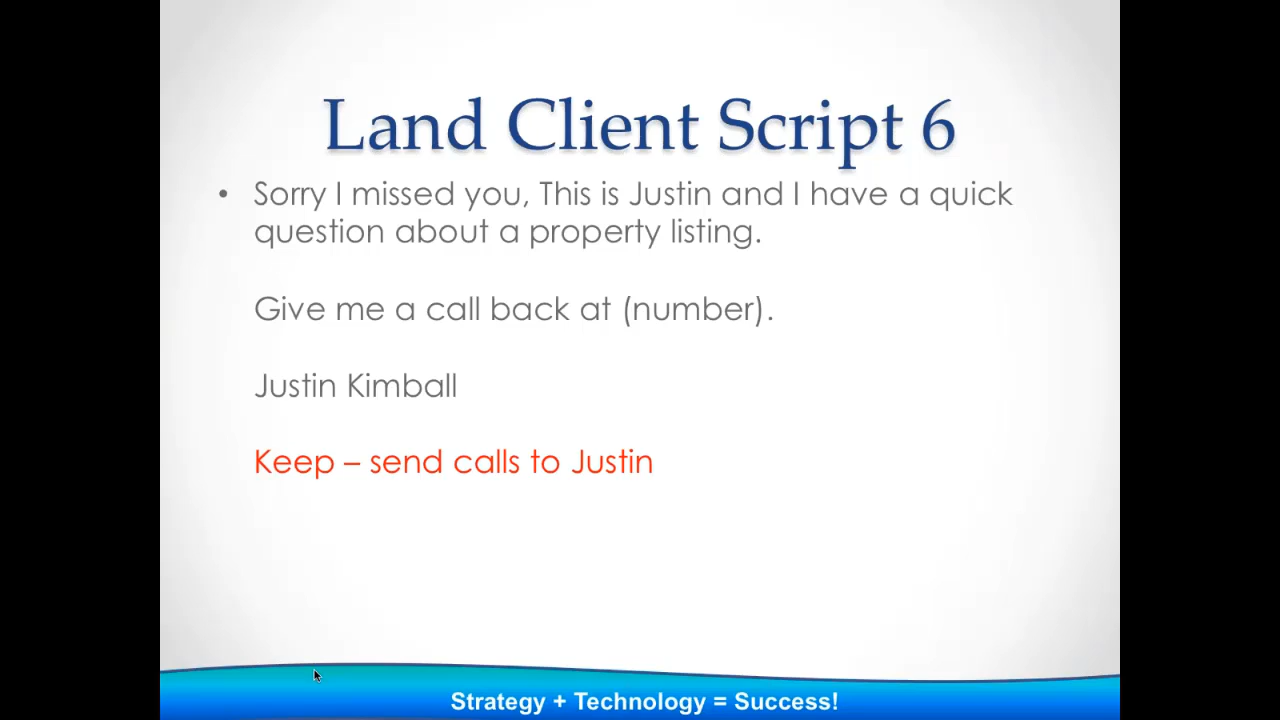 Land Client Script 6
• Sorry I missed you, This is Justin and I have a quick
question about a property listing.
Give me a call back at (number).
Justin Kimball
Keep – send calls to Justin
Strategy + Technology = Success!